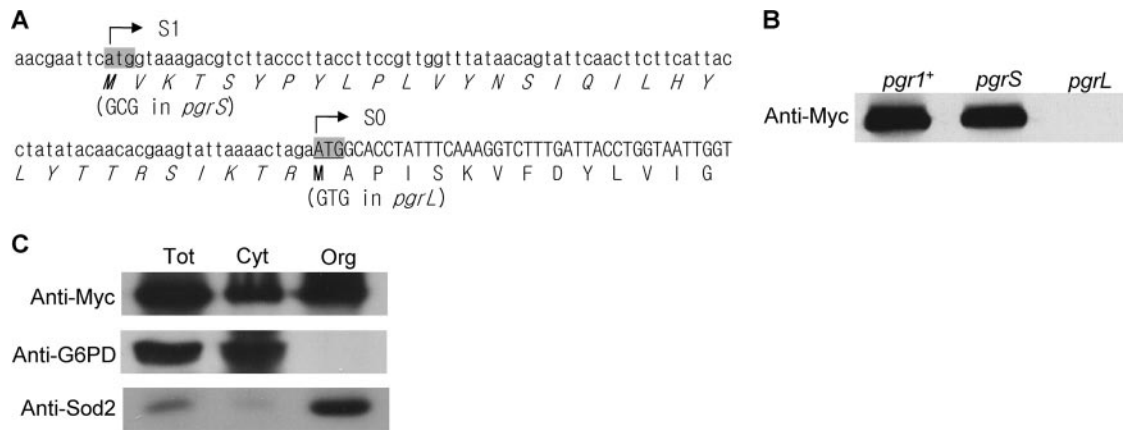 A
S1
aacgaattcatggtaaagacgtcttacccttaccttccgttggtttataacagtattcaacttcttcattac
M V K T S Y P Y L P L V Y N S I Q I L H Y
(GCG in pgrS)
S0
ctatatacaacacgaagtattaaaactagaATGGCACCTATTTCAAAGGTCTTTGATTACCTGGTAATTGGT
L Y T T R S I K T R M A P I S K V F D Y L V I G
(GTG in pgrL)
B
pgr1+ pgrS pgrL
Anti-Myc
C
Tot Cyt Org
Anti-Myc
Anti-G6PD
Anti-Sod2